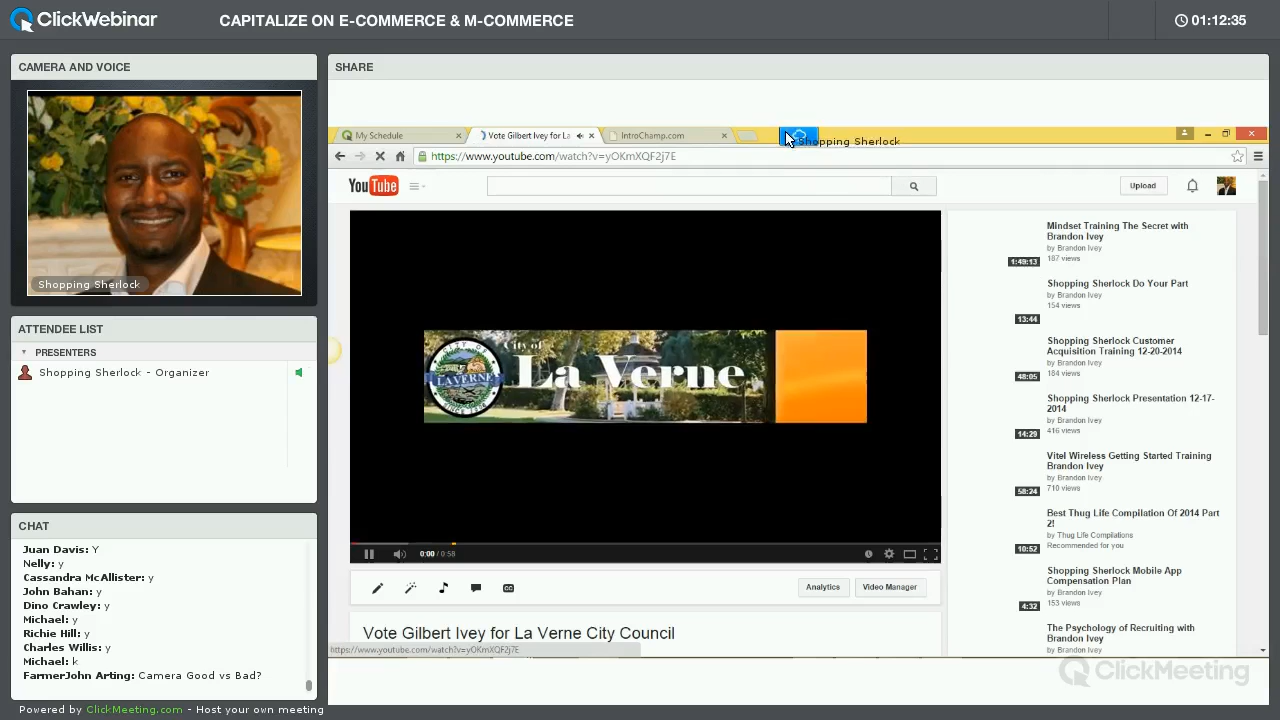 ClickWebinar
CAPITALIZE ON E-COMMERCE & M-COMMERCE
01:12:35
CAMERA AND VOICE
Shopping Sherlock
ATTENDEE LIST
PRESENTERS
Shopping Sherlock - Organizer
CHAT
Juan Davis: Y
Nelly: y
Cassandra McAllister: y
John Bahan: y
Dino Crawley: y
Michael: y
Richie Hill: y
Charles Willis: y
Michael: k
FarmerJohn Arting: Camera Good vs Bad?
Powered by ClickMeeting.com - Host your own meeting
SHARE
My Schedule
Vote Gilbert Ivey for La
IntroChamp.com
Shopping Sherlock
https://www.youtube.com/watch?v=yOKmXQF2j7E
YouTube
Upload
City of
La Verne
LA VERNE
0:00 / 0:58
Analytics
Video Manager
Vote Gilbert Ivey for La Verne City Council
https://www.youtube.com/watch?v=yOKmXQF2j7E
Mindset Training The Secret with
Brandon Ivey
by Brandon Ivey
187 views
1:49:13
Shopping Sherlock Do Your Part
by Brandon Ivey
154 views
13:44
Shopping Sherlock Customer
Acquisition Training 12-20-2014
by Brandon Ivey
184 views
48:05
Shopping Sherlock Presentation 12-17-
2014
by Brandon Ivey
416 views
14:29
Vitel Wireless Getting Started Training
Brandon Ivey
by Brandon Ivey
710 views
58:24
Best Thug Life Compilation Of 2014 Part
2!
by Thug Life Compilations
Recommended for you
10:52
Shopping Sherlock Mobile App
Compensation Plan
by Brandon Ivey
153 views
4:32
The Psychology of Recruiting with
Brandon Ivey
by Brandon Ivey
ClickMeeting